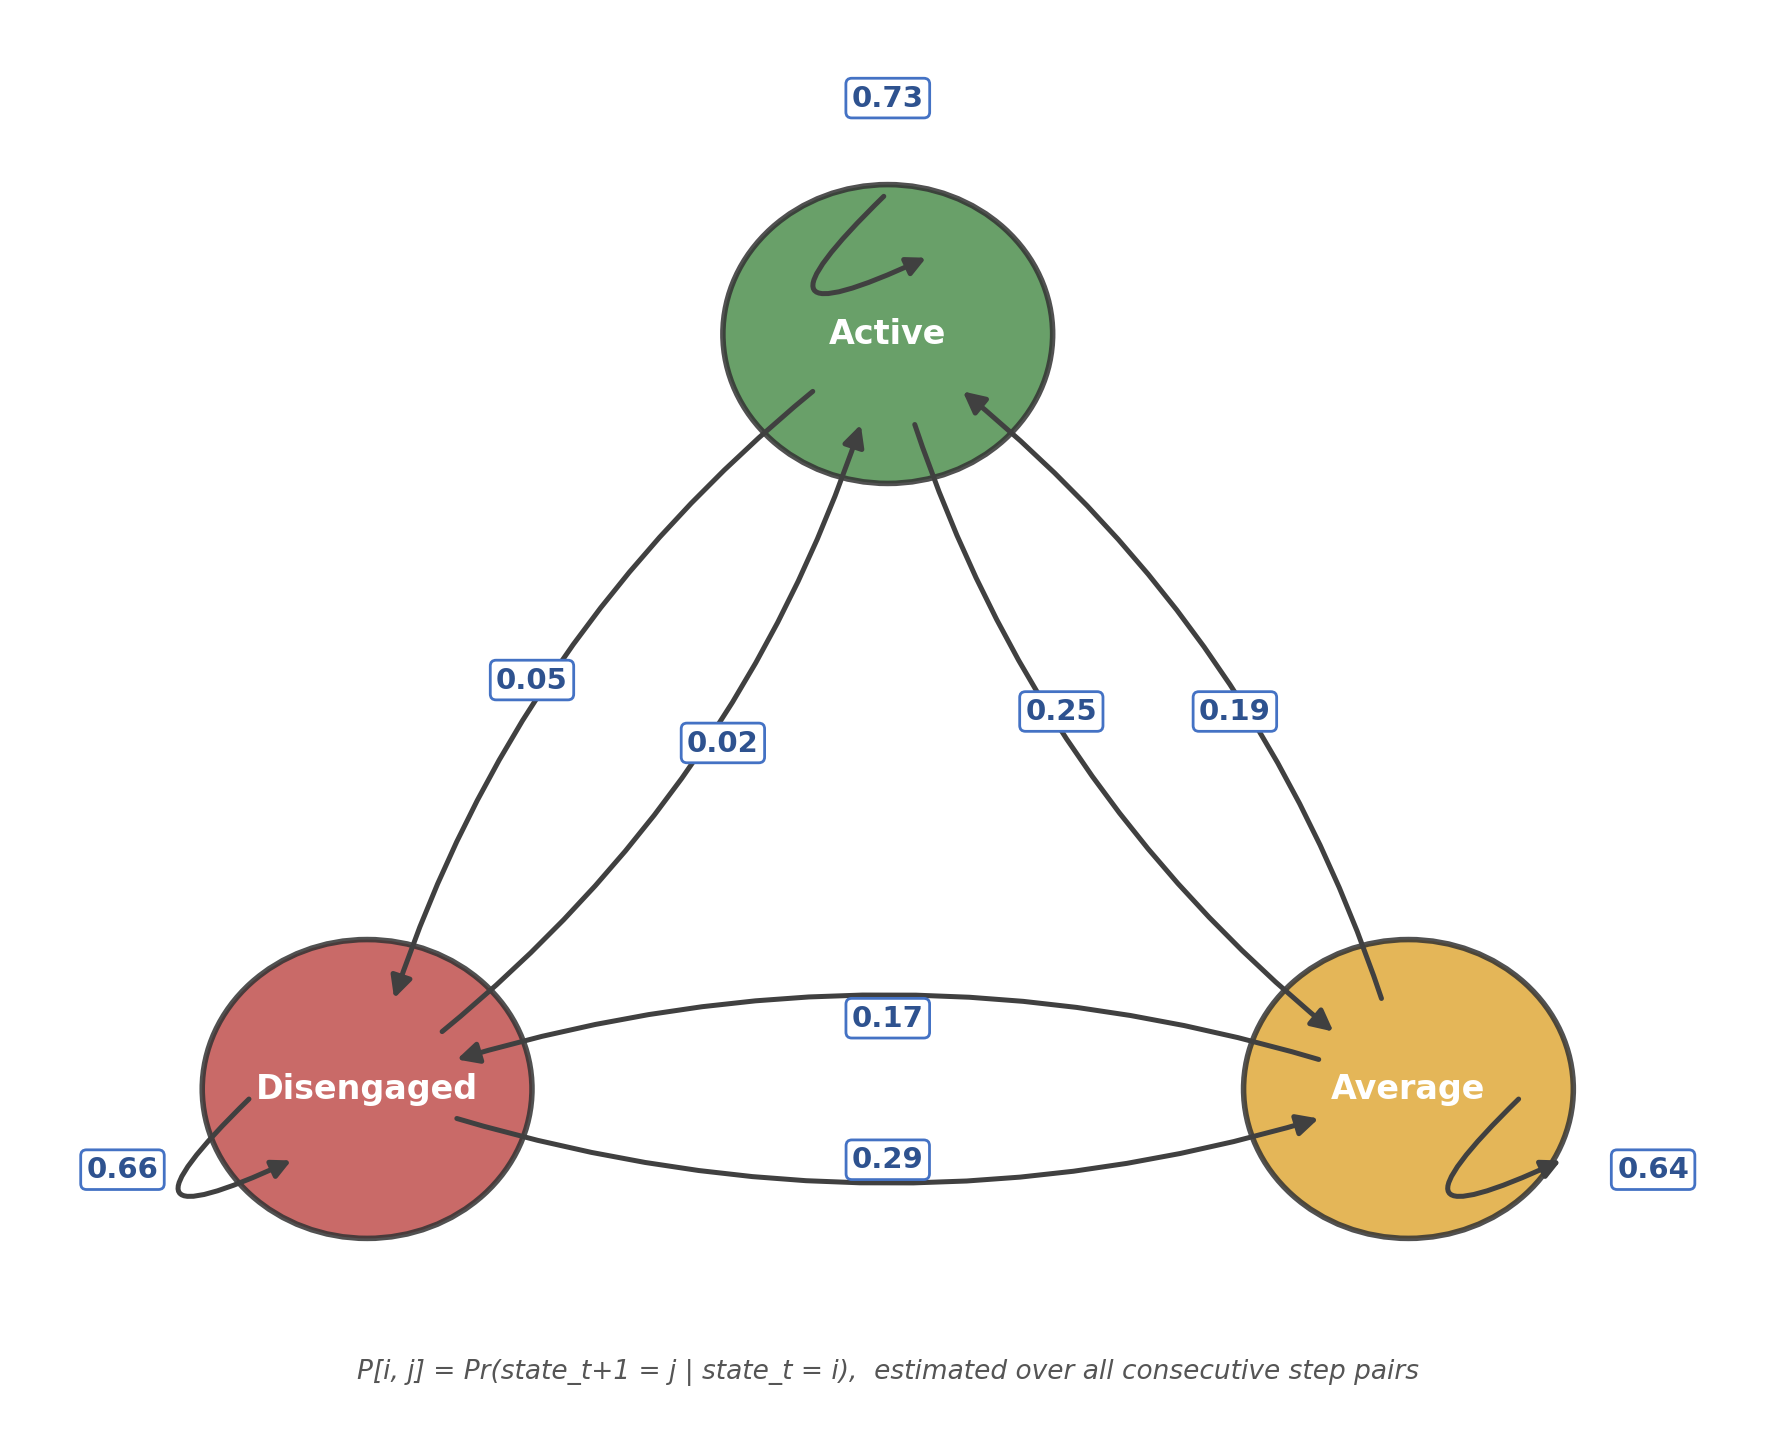 0.73
Active
0.05
0.02
0.25
0.19
0.17
Disengaged
Average
0.66
0.29
0.64
P[i, j] = Pr(state_t+1 = j | state_t = i),  estimated over all consecutive step pairs